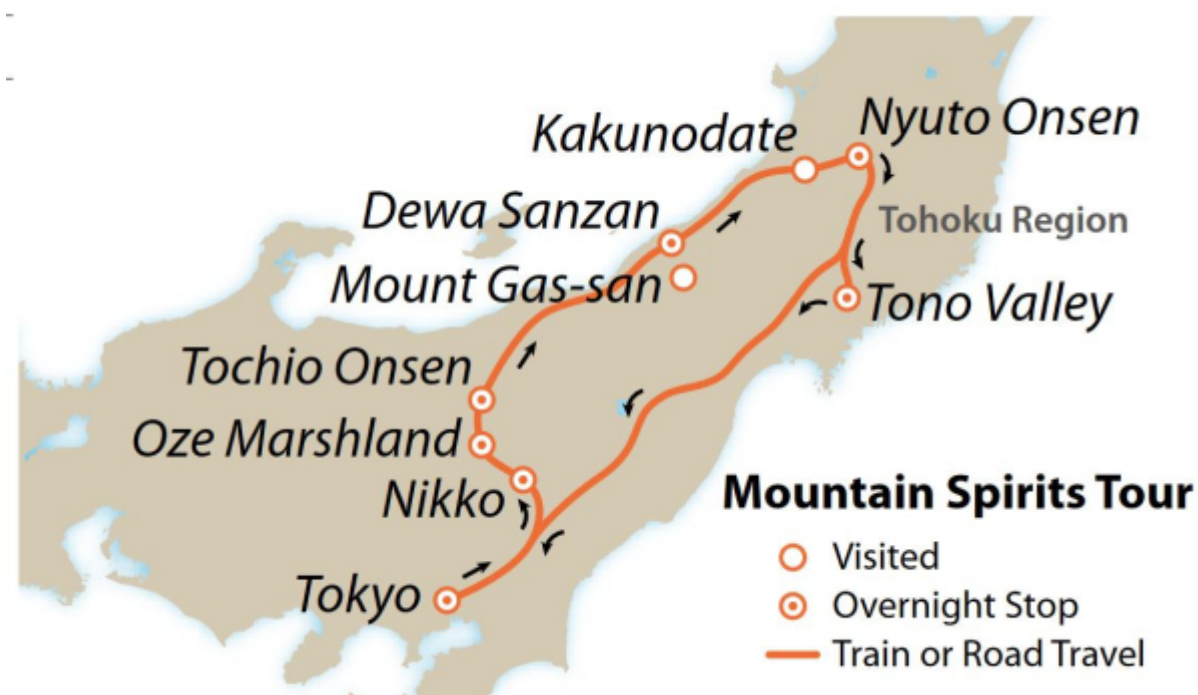 Nyuto Onsen
Kakunodate
Dewa Sanzan
Tohoku Region
Mount Gas-san
Tono Valley
Tochio Onsen
Oze Marshland
Nikko
Tokyo
Mountain Spirits Tour
Visited
Overnight Stop
Train or Road Travel